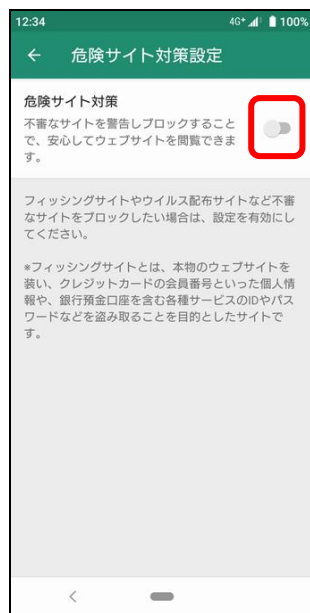 12:34 4G+ 100%
← 危険サイト対策設定
危険サイト対策
不審なサイトを警告しブロックすること
で、安心してウェブサイトを閲覧できま
す。
フィッシングサイトやウイルス配布サイトなど不審
なサイトをブロックしたい場合は、設定を有効にし
てください。
*フィッシングサイトとは、本物のウェブサイトを
装い、クレジットカードの会員番号といった個人情
報や、銀行預金口座を含む各種サービスのIDやパス
ワードなどを盗み取ることを目的としたサイトで
す。